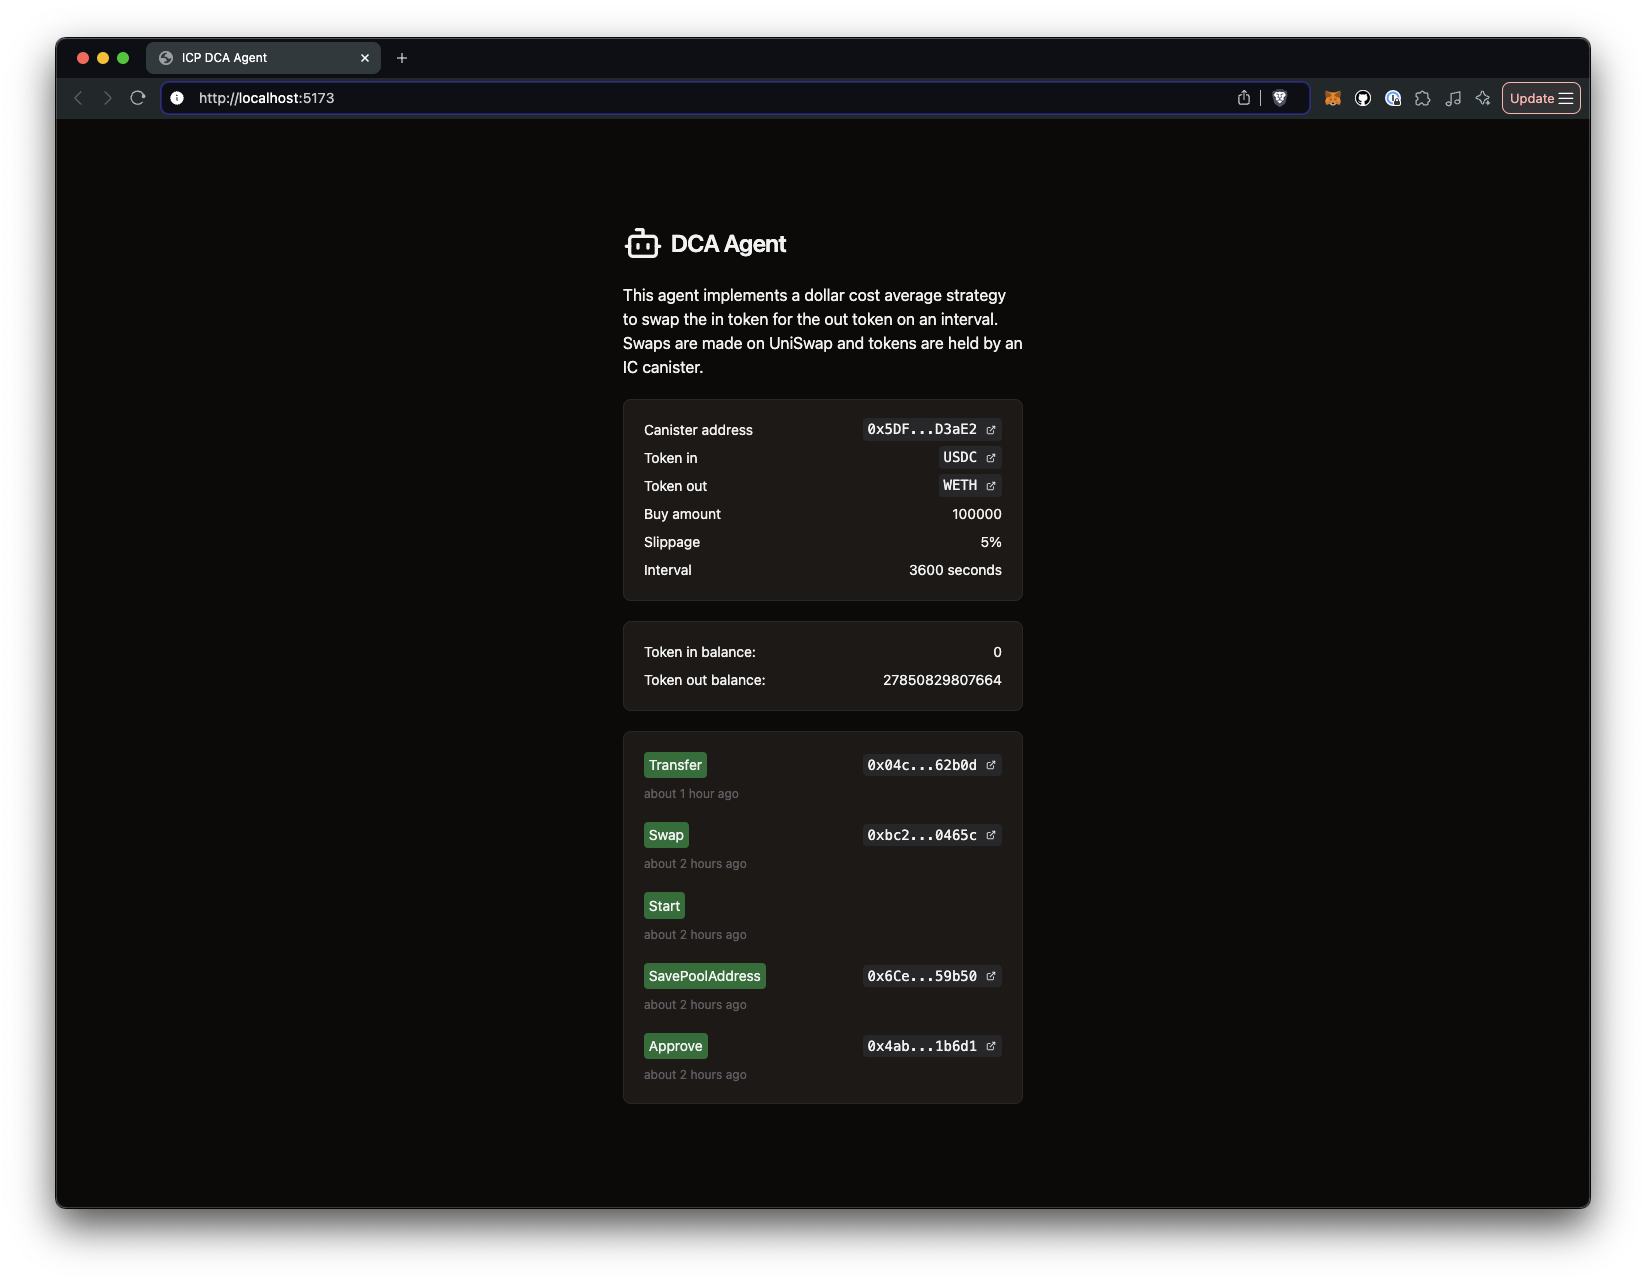 ICP DCA Agent
http://localhost:5173
Update
DCA Agent
This agent implements a dollar cost average strategy
to swap the in token for the out token on an interval.
Swaps are made on UniSwap and tokens are held by an
IC canister.
Canister address 0x5DF...D3aE2
Token in USDC
Token out WETH
Buy amount 100000
Slippage 5%
Interval 3600 seconds
Token in balance: 0
Token out balance: 27850829807664
Transfer 0x04c...62b0d
about 1 hour ago
Swap 0xbc2...0465c
about 2 hours ago
Start
about 2 hours ago
SavePoolAddress 0x6Ce...59b50
about 2 hours ago
Approve 0x4ab...1b6d1
about 2 hours ago